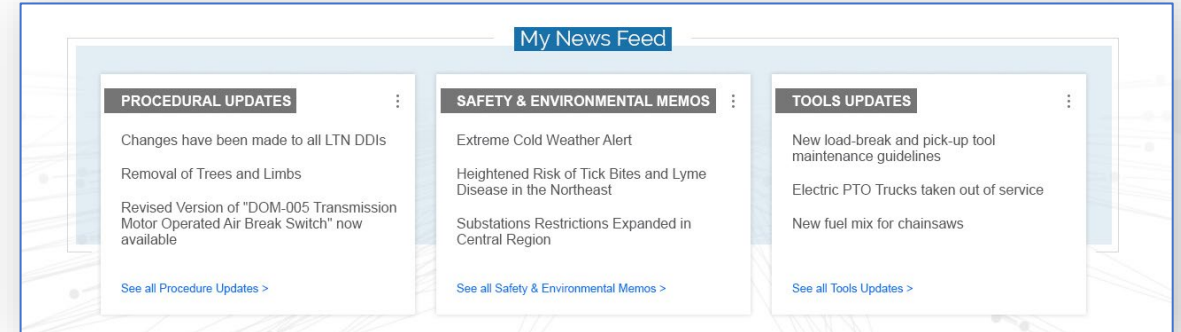 My News Feed
PROCEDURAL UPDATES
Changes have been made to all LTN DDIs
Removal of Trees and Limbs
Revised Version of "DOM-005 Transmission
Motor Operated Air Break Switch" now
available
See all Procedure Updates >
SAFETY & ENVIRONMENTAL MEMOS
Extreme Cold Weather Alert
Heightened Risk of Tick Bites and Lyme
Disease in the Northeast
Substations Restrictions Expanded in
Central Region
See all Safety & Environmental Memos >
TOOLS UPDATES
New load-break and pick-up tool
maintenance guidelines
Electric PTO Trucks taken out of service
New fuel mix for chainsaws
See all Tools Updates >